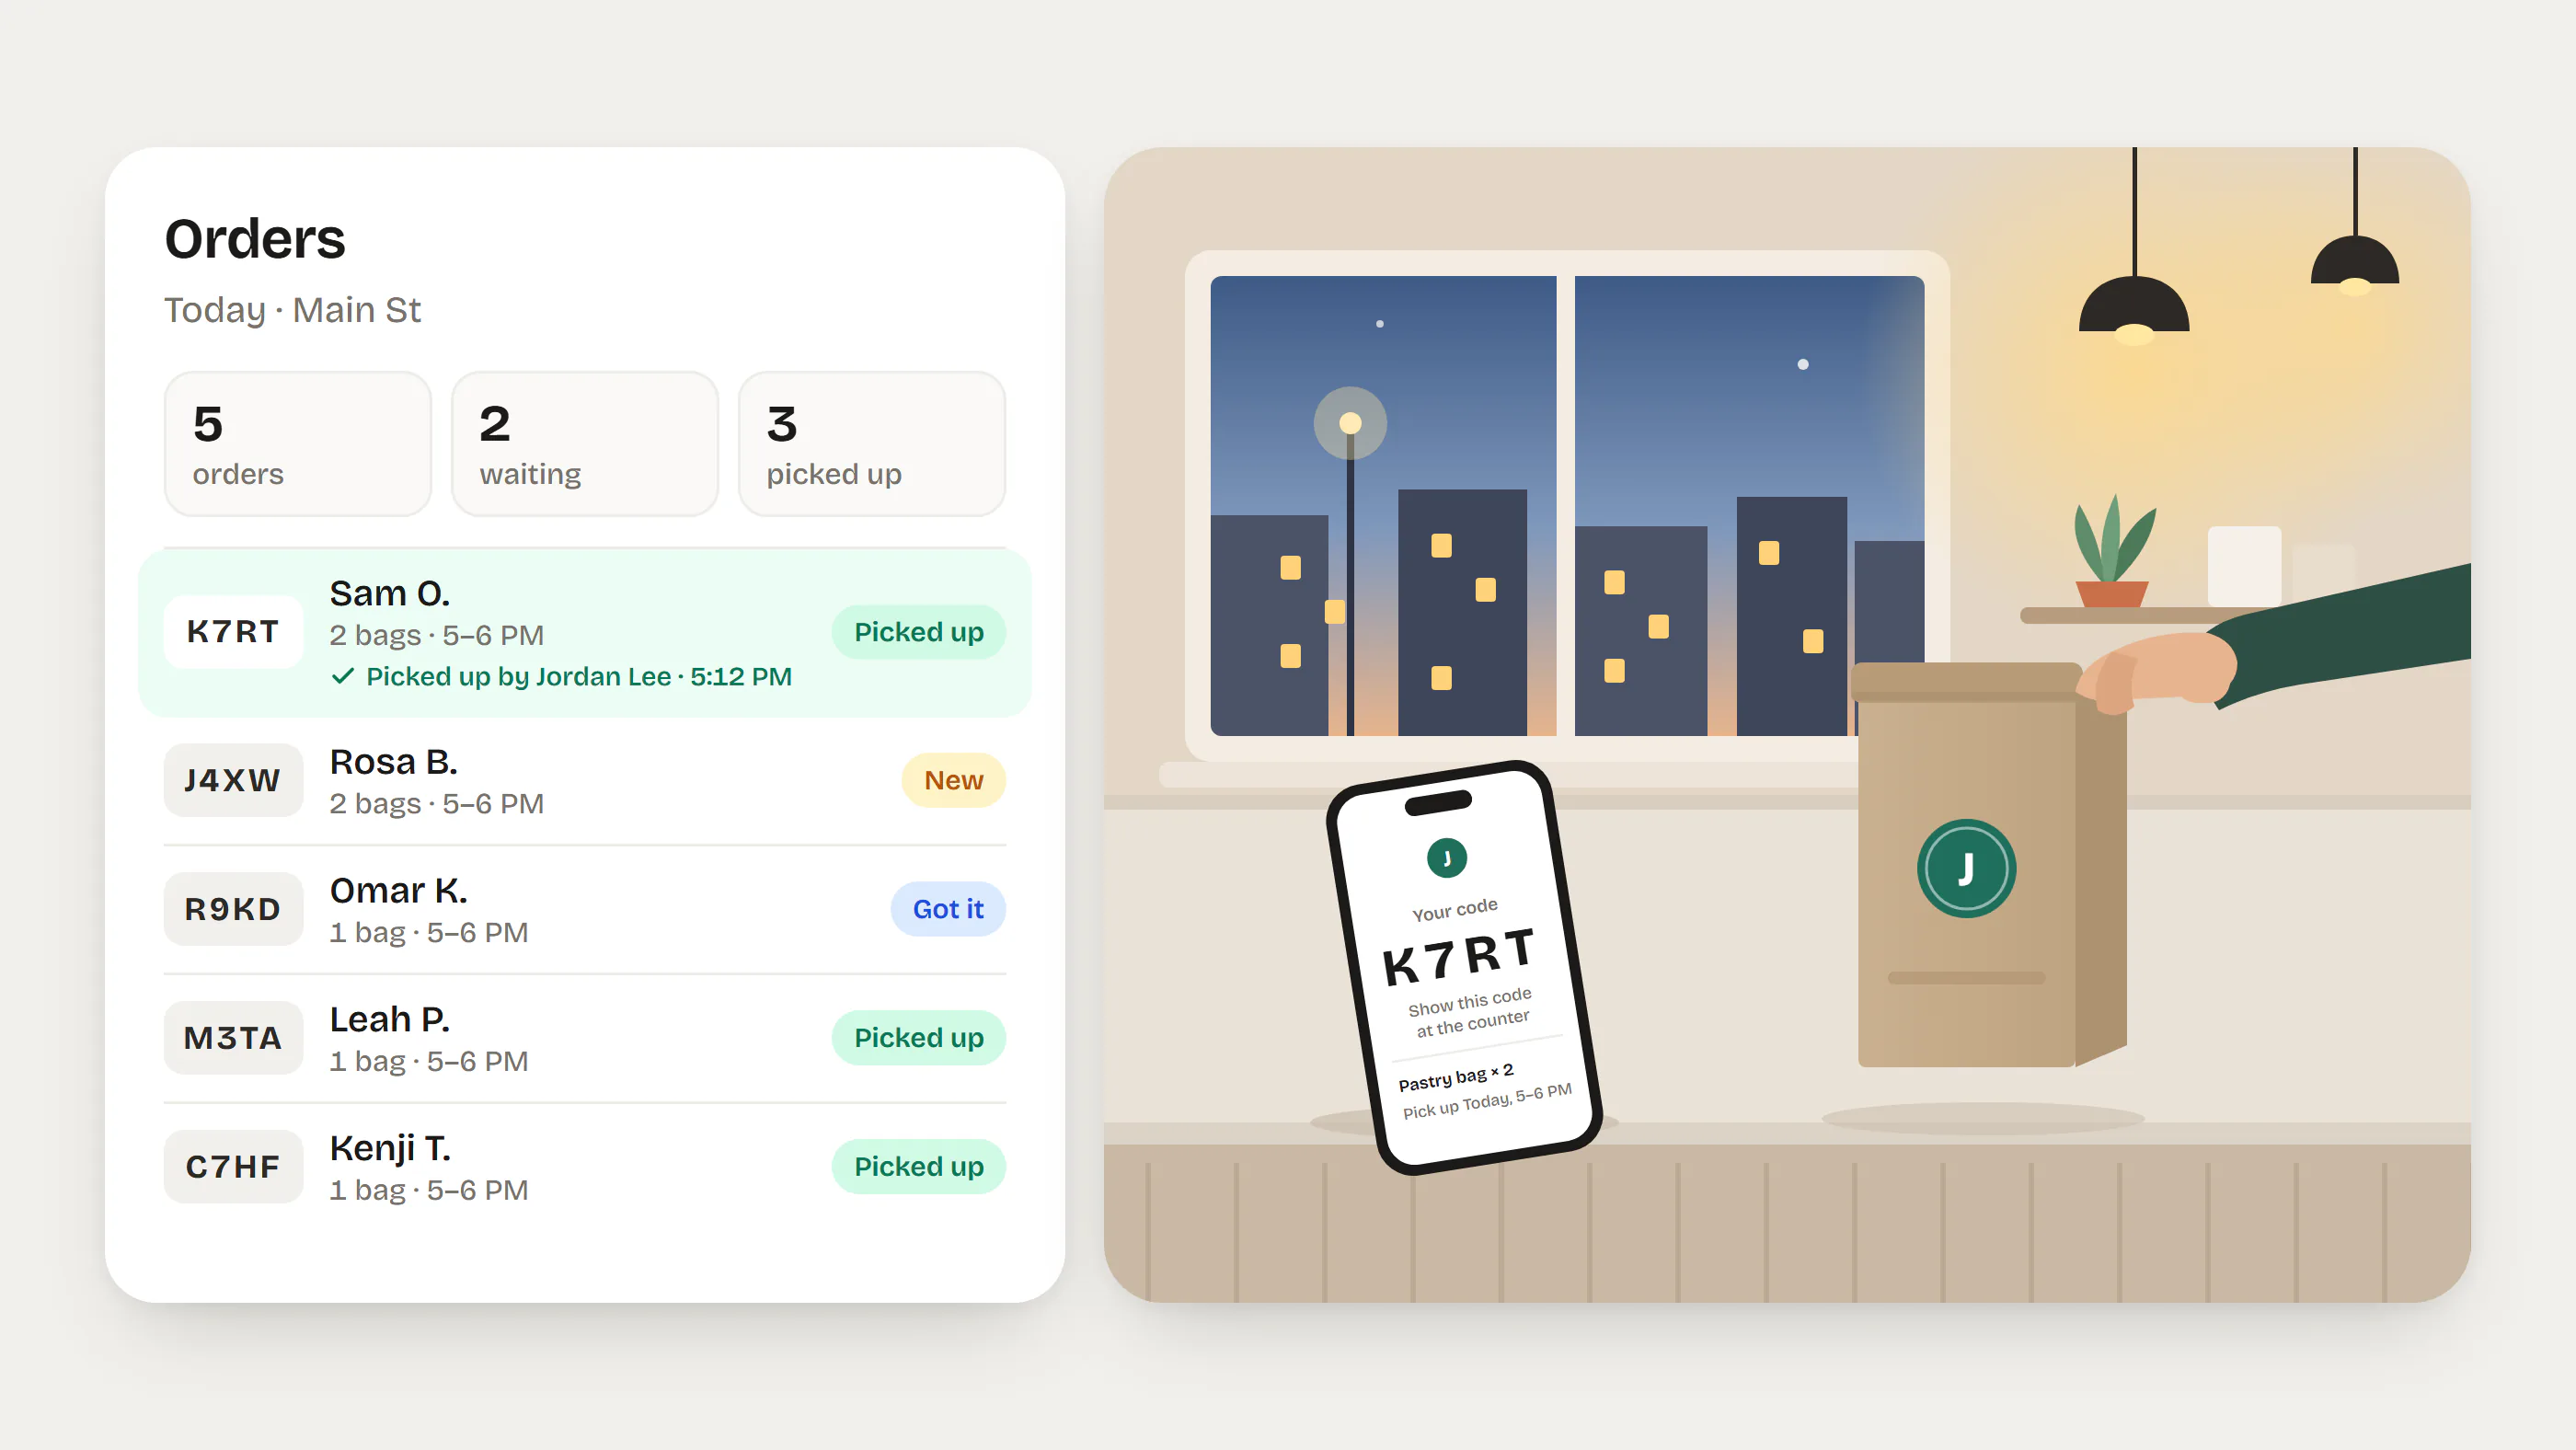 Orders
Today · Main St
5
orders
2
waiting
3
picked up
K7RT
Sam O.
2 bags · 5–6 PM
Picked up by Jordan Lee · 5:12 PM
Picked up
J4XW
Rosa B.
2 bags · 5–6 PM
New
R9KD
Omar K.
1 bag · 5–6 PM
Got it
M3TA
Leah P.
1 bag · 5–6 PM
Picked up
C7HF
Kenji T.
1 bag · 5–6 PM
Picked up
J
Your code
K7RT
Show this code
at the counter
Pastry bag × 2
Pick up Today, 5–6 PM
J